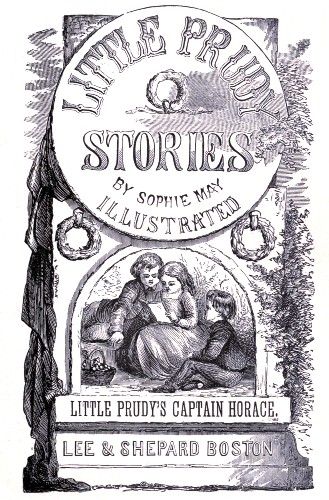 LITTLE PRUDY
STORIES
BY SOPHIE MAY
ILLUSTRATED
LITTLE PRUDY'S CAPTAIN HORACE.
LEE & SHEPARD BOSTON